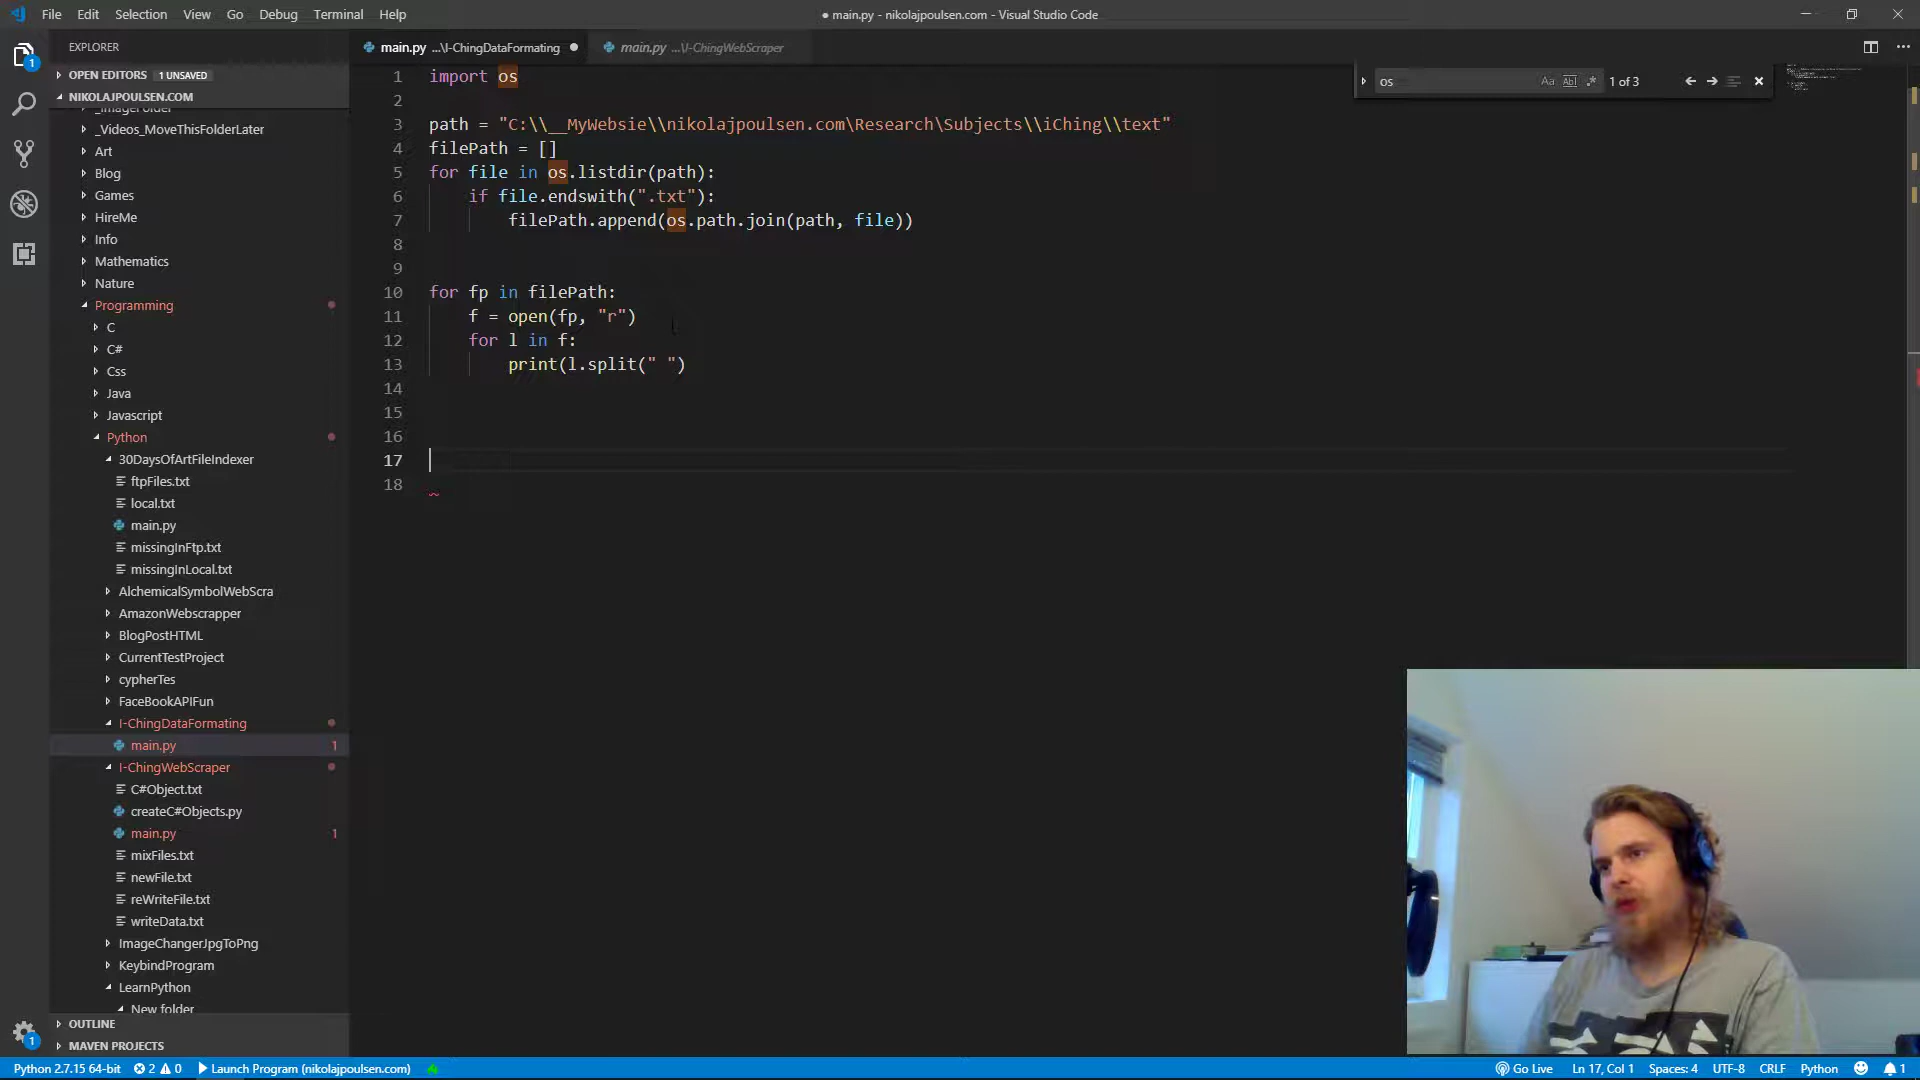 File Edit Selection View Go Debug Terminal Help
● main.py - nikolajpoulsen.com - Visual Studio Code
EXPLORER
OPEN EDITORS 1 UNSAVED
NIKOLAJPOULSEN.COM
_ImageFolder
_Videos_MoveThisFolderLater
Art
Blog
Games
HireMe
Info
Mathematics
Nature
Programming
C
C#
Css
Java
Javascript
Python
30DaysOfArtFileIndexer
ftpFiles.txt
local.txt
main.py
missingInFtp.txt
missingInLocal.txt
AlchemicalSymbolWebScra
AmazonWebscrapper
BlogPostHTML
CurrentTestProject
cypherTes
FaceBookAPIFun
I-ChingDataFormating
main.py 1
I-ChingWebScraper
C#Object.txt
createC#Objects.py
main.py 1
mixFiles.txt
newFile.txt
reWriteFile.txt
writeData.txt
ImageChangerJpgToPng
KeybindProgram
LearnPython
New folder
OUTLINE
MAVEN PROJECTS
main.py ...\I-ChingDataFormating ●
main.py ...\I-ChingWebScraper
os Aa Abl .* 1 of 3
1 import os
2
3 path = "C:\\__MyWebsie\\nikolajpoulsen.com\Research\Subjects\\iChing\\text"
4 filePath = []
5 for file in os.listdir(path):
6 if file.endswith(".txt"):
7 filePath.append(os.path.join(path, file))
8
9
10 for fp in filePath:
11 f = open(fp, "r")
12 for l in f:
13 print(l.split(" ")
14
15
16
17
18
Python 2.7.15 64-bit 2 0 Launch Program (nikolajpoulsen.com)
Go Live Ln 17, Col 1 Spaces: 4 UTF-8 CRLF Python 1